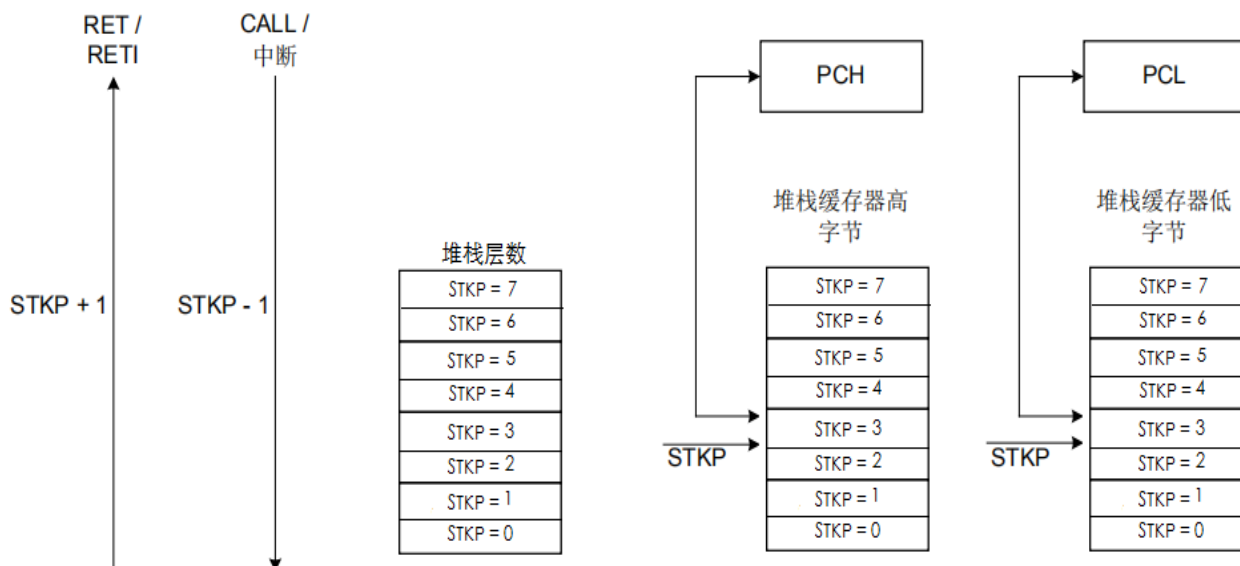 RET /
RETI
CALL /
中断
STKP + 1
STKP - 1
堆栈层数
STKP = 7
STKP = 6
STKP = 5
STKP = 4
STKP = 3
STKP = 2
STKP = 1
STKP = 0
PCH
堆栈缓存器高
字节
STKP = 7
STKP = 6
STKP = 5
STKP = 4
STKP = 3
STKP = 2
STKP = 1
STKP = 0
STKP
PCL
堆栈缓存器低
字节
STKP = 7
STKP = 6
STKP = 5
STKP = 4
STKP = 3
STKP = 2
STKP = 1
STKP = 0
STKP